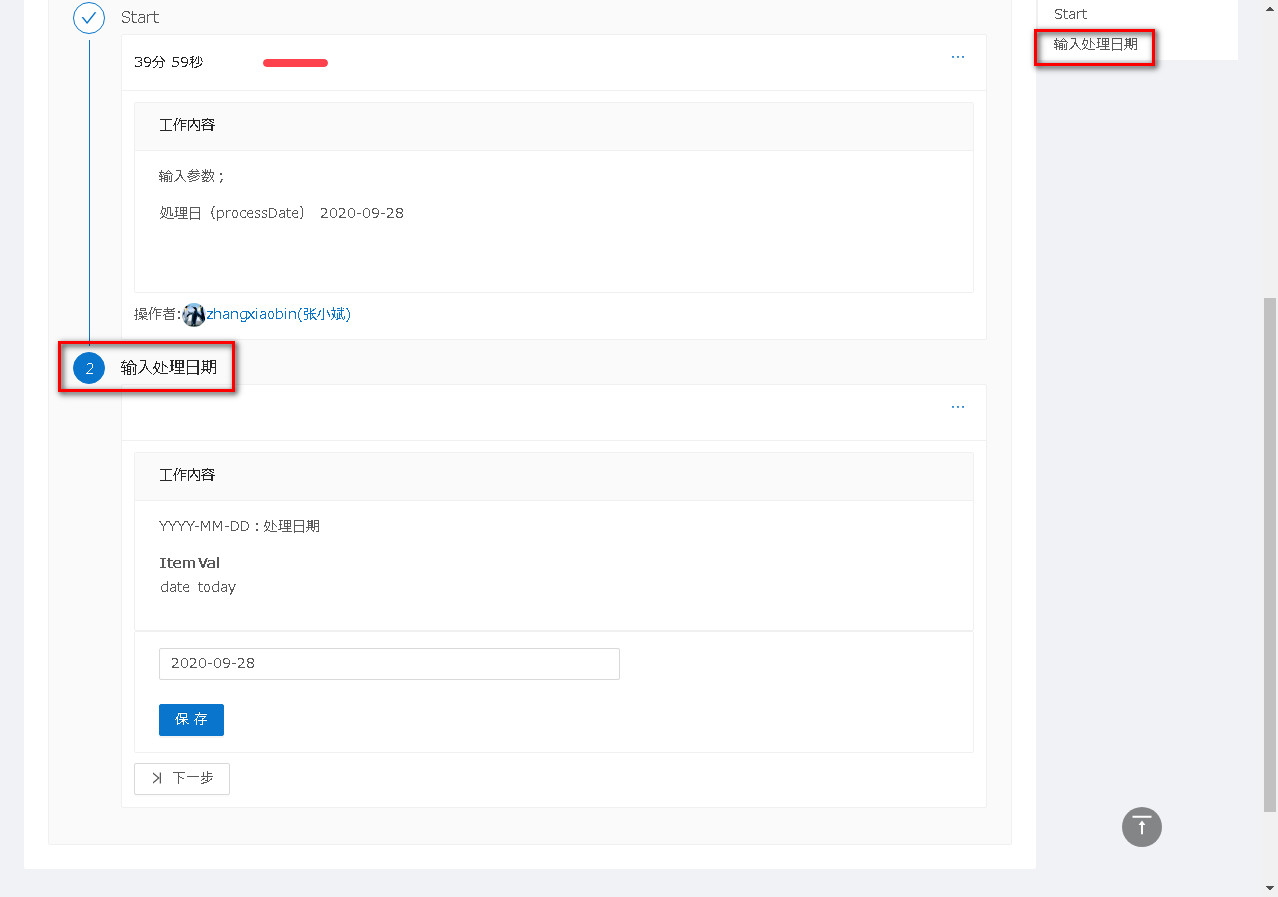 Start
39分 59秒
工作内容
输入参数；
处理日（processDate） 2020-09-28
操作者:zhangxiaobin(张小斌)
2 输入处理日期
工作内容
YYYY-MM-DD：处理日期
Item Val
date today
2020-09-28
保 存
下一步
Start
输入处理日期